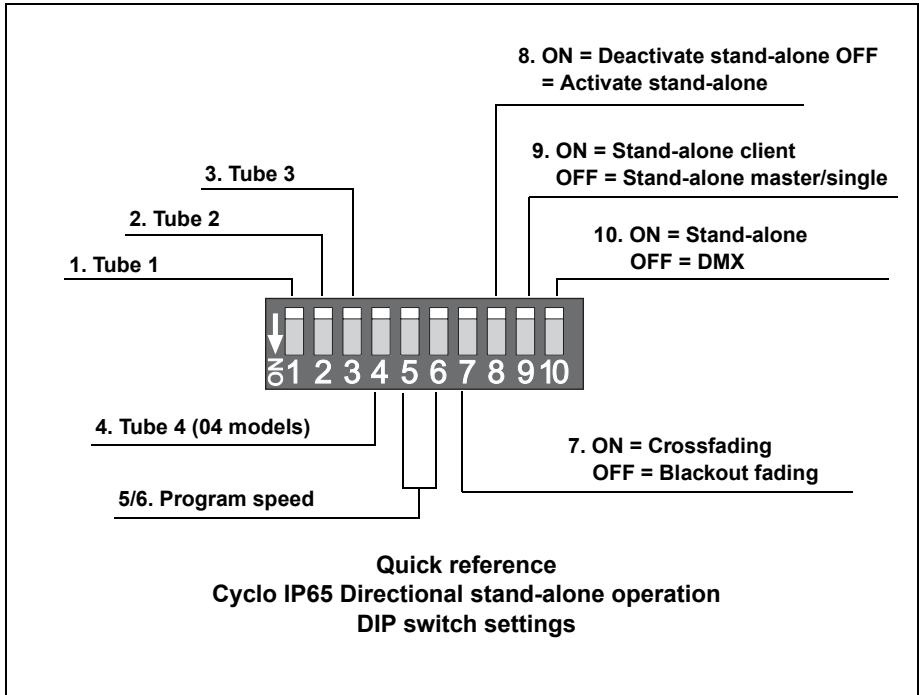 8. ON = Deactivate stand-alone OFF
= Activate stand-alone
9. ON = Stand-alone client
OFF = Stand-alone master/single
3. Tube 3
2. Tube 2
10. ON = Stand-alone
OFF = DMX
1. Tube 1
ON
1 2 3 4 5 6 7 8 9 10
4. Tube 4 (04 models)
7. ON = Crossfading
OFF = Blackout fading
5/6. Program speed
Quick reference
Cyclo IP65 Directional stand-alone operation
DIP switch settings